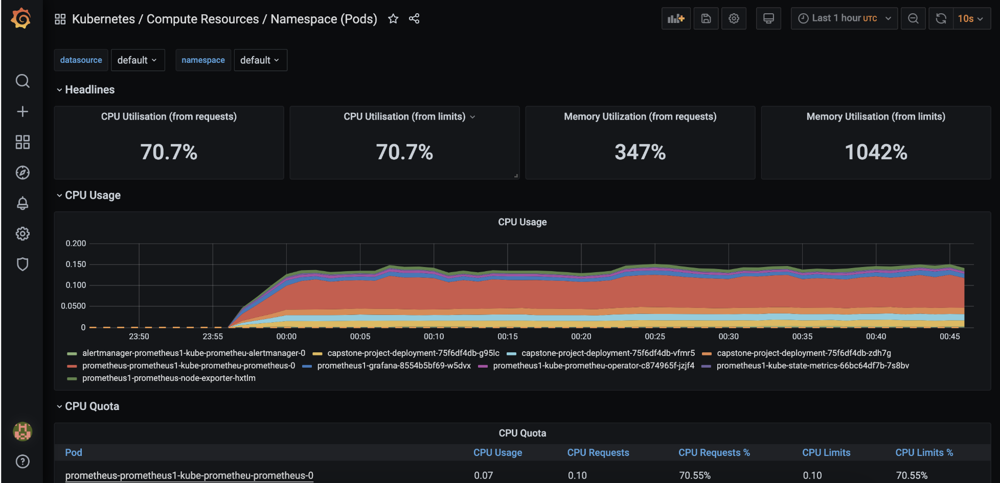 Kubernetes / Compute Resources / Namespace (Pods)
Last 1 hour UTC
10s
datasource default namespace default
Headlines
CPU Utilisation (from requests)
70.7%
CPU Utilisation (from limits)
70.7%
Memory Utilization (from requests)
347%
Memory Utilisation (from limits)
1042%
CPU Usage
CPU Usage
0.200
0.150
0.100
0.0500
0
23:50 23:55 00:00 00:05 00:10 00:15 00:20 00:25 00:30 00:35 00:40 00:45
alertmanager-prometheus1-kube-prometheu-alertmanager-0 capstone-project-deployment-75f6df4db-g95lc capstone-project-deployment-75f6df4db-vfmr5 capstone-project-deployment-75f6df4db-zdh7g
prometheus-prometheus1-kube-prometheu-prometheus-0 prometheus1-grafana-8554b5bf69-w5dvx prometheus1-kube-prometheu-operator-c874965f-jzjf4 prometheus1-kube-state-metrics-66bc64df7b-7s8bv
prometheus1-prometheus-node-exporter-hxtlm
CPU Quota
CPU Quota
Pod CPU Usage CPU Requests CPU Requests % CPU Limits CPU Limits %
prometheus-prometheus1-kube-prometheu-prometheus-0 0.07 0.10 70.55% 0.10 70.55%